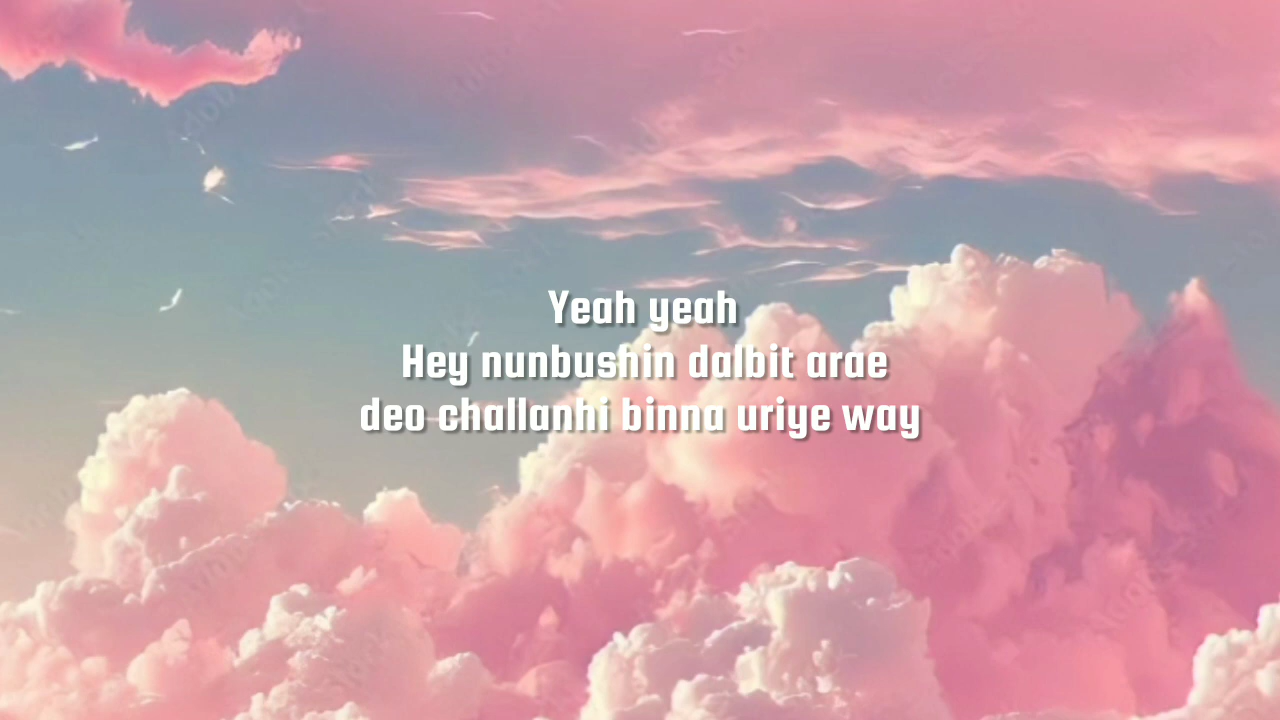 Yeah yeah
Hey nunbushin dalbit arae
deo challanhi binna uriye way